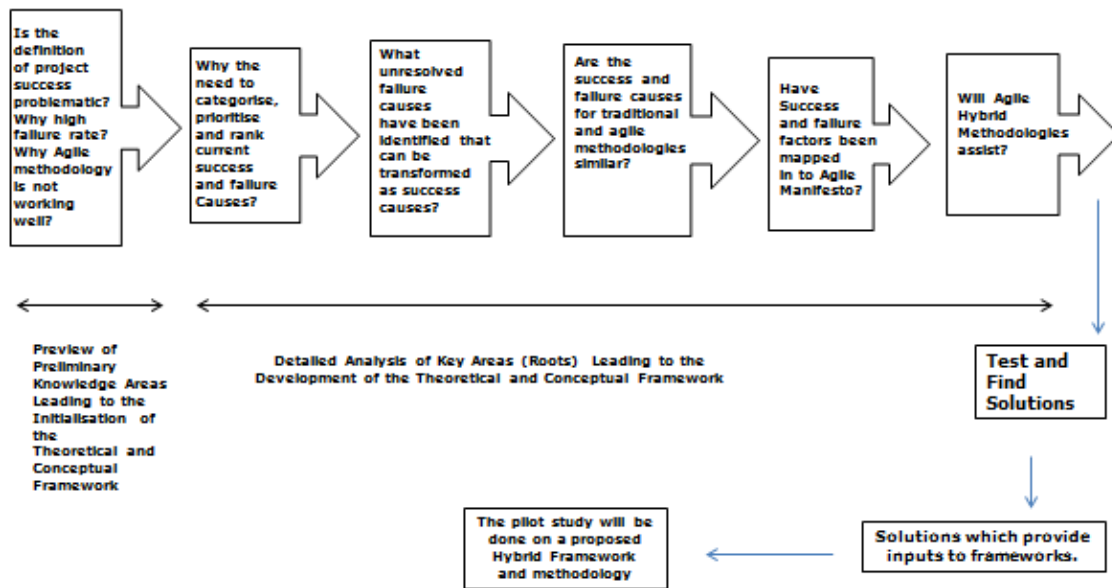 Is the
definition
of project
success
problematic?
Why high
failure rate?
Why Agile
methodology
is not
working
well?
Why the
need to
categorise,
prioritise
and rank
current
success
and failure
Causes?
What
unresolved
failure
causes
have been
identified that
can be
transformed
as success
causes?
Are the
success and
failure causes
for traditional
and agile
methodologies
similar?
Have
Success
and failure
factors been
mapped
in to Agile
Manifesto?
Will Agile
Hybrid
Methodologies
assist?
Preview of
Preliminary
Knowledge Areas
Leading to the
Initialisation of
the
Theoretical and
Conceptual
Framework
Detailed Analysis of Key Areas (Roots) Leading to the
Development of the Theoretical and Conceptual Framework
Test and
Find
Solutions
Solutions which provide
inputs to frameworks.
The pilot study will be
done on a proposed
Hybrid Framework
and methodology